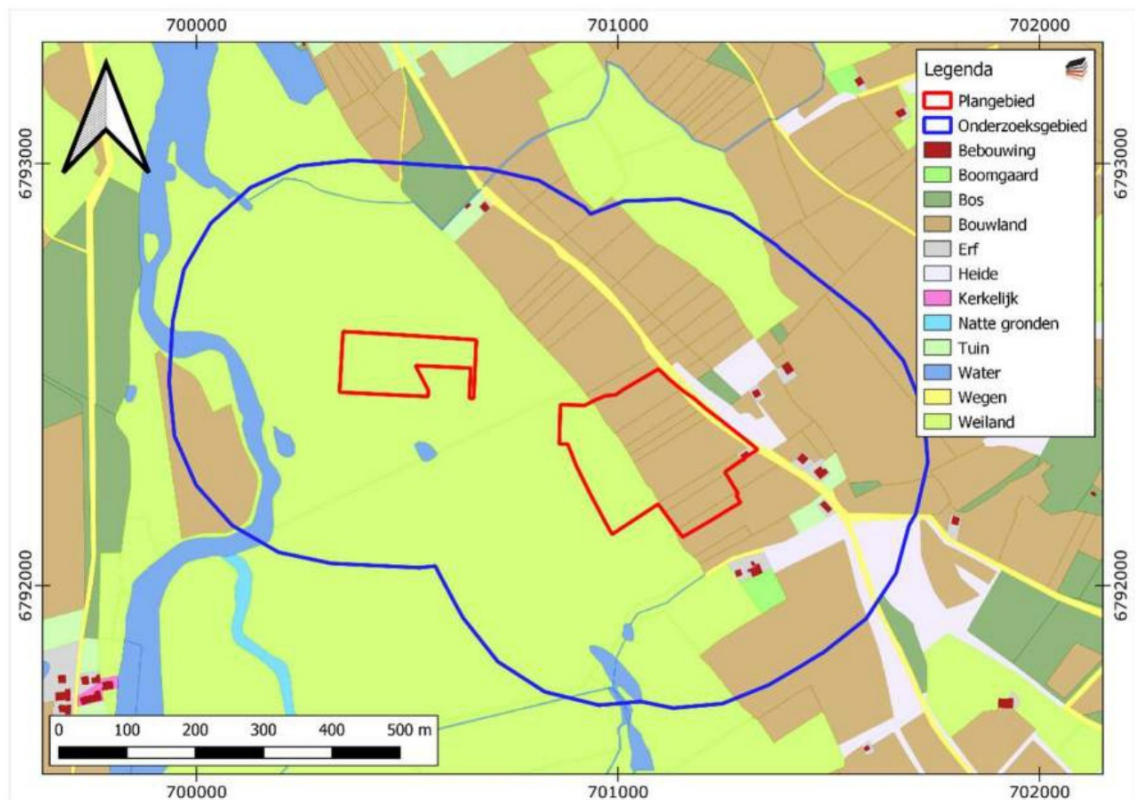 700000 701000 702000
Legenda
Plangebied
Onderzoeksgebied
Bebouwing
Boomgaard
Bos
Bouwland
Erf
Heide
Kerkelijk
Natte gronden
Tuin
Water
Wegen
Weiland
6793000 6793000
6792000 6792000
0 100 200 300 400 500 m
700000 701000 702000